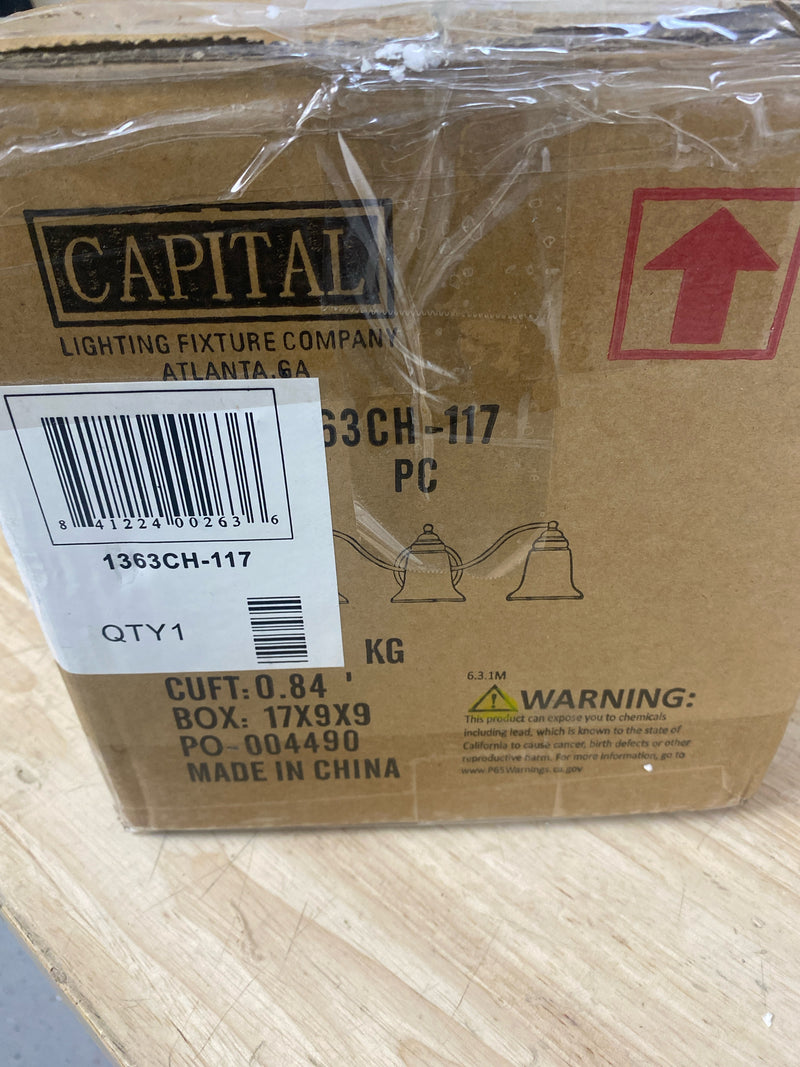 CAPITAL
LIGHTING FIXTURE COMPANY
ATLANTA, GA
63CH-117
PC
8 41224 00263 6
1363CH-117
QTY1
KG
CUFT: 0.84
BOX: 17X9X9
PO-004490
MADE IN CHINA
6.3.1M
WARNING:
This product can expose you to chemicals
including lead, which is known to the state of
California to cause cancer, birth defects or other
reproductive harm. For more information, go to
www.P65Warnings.ca.gov